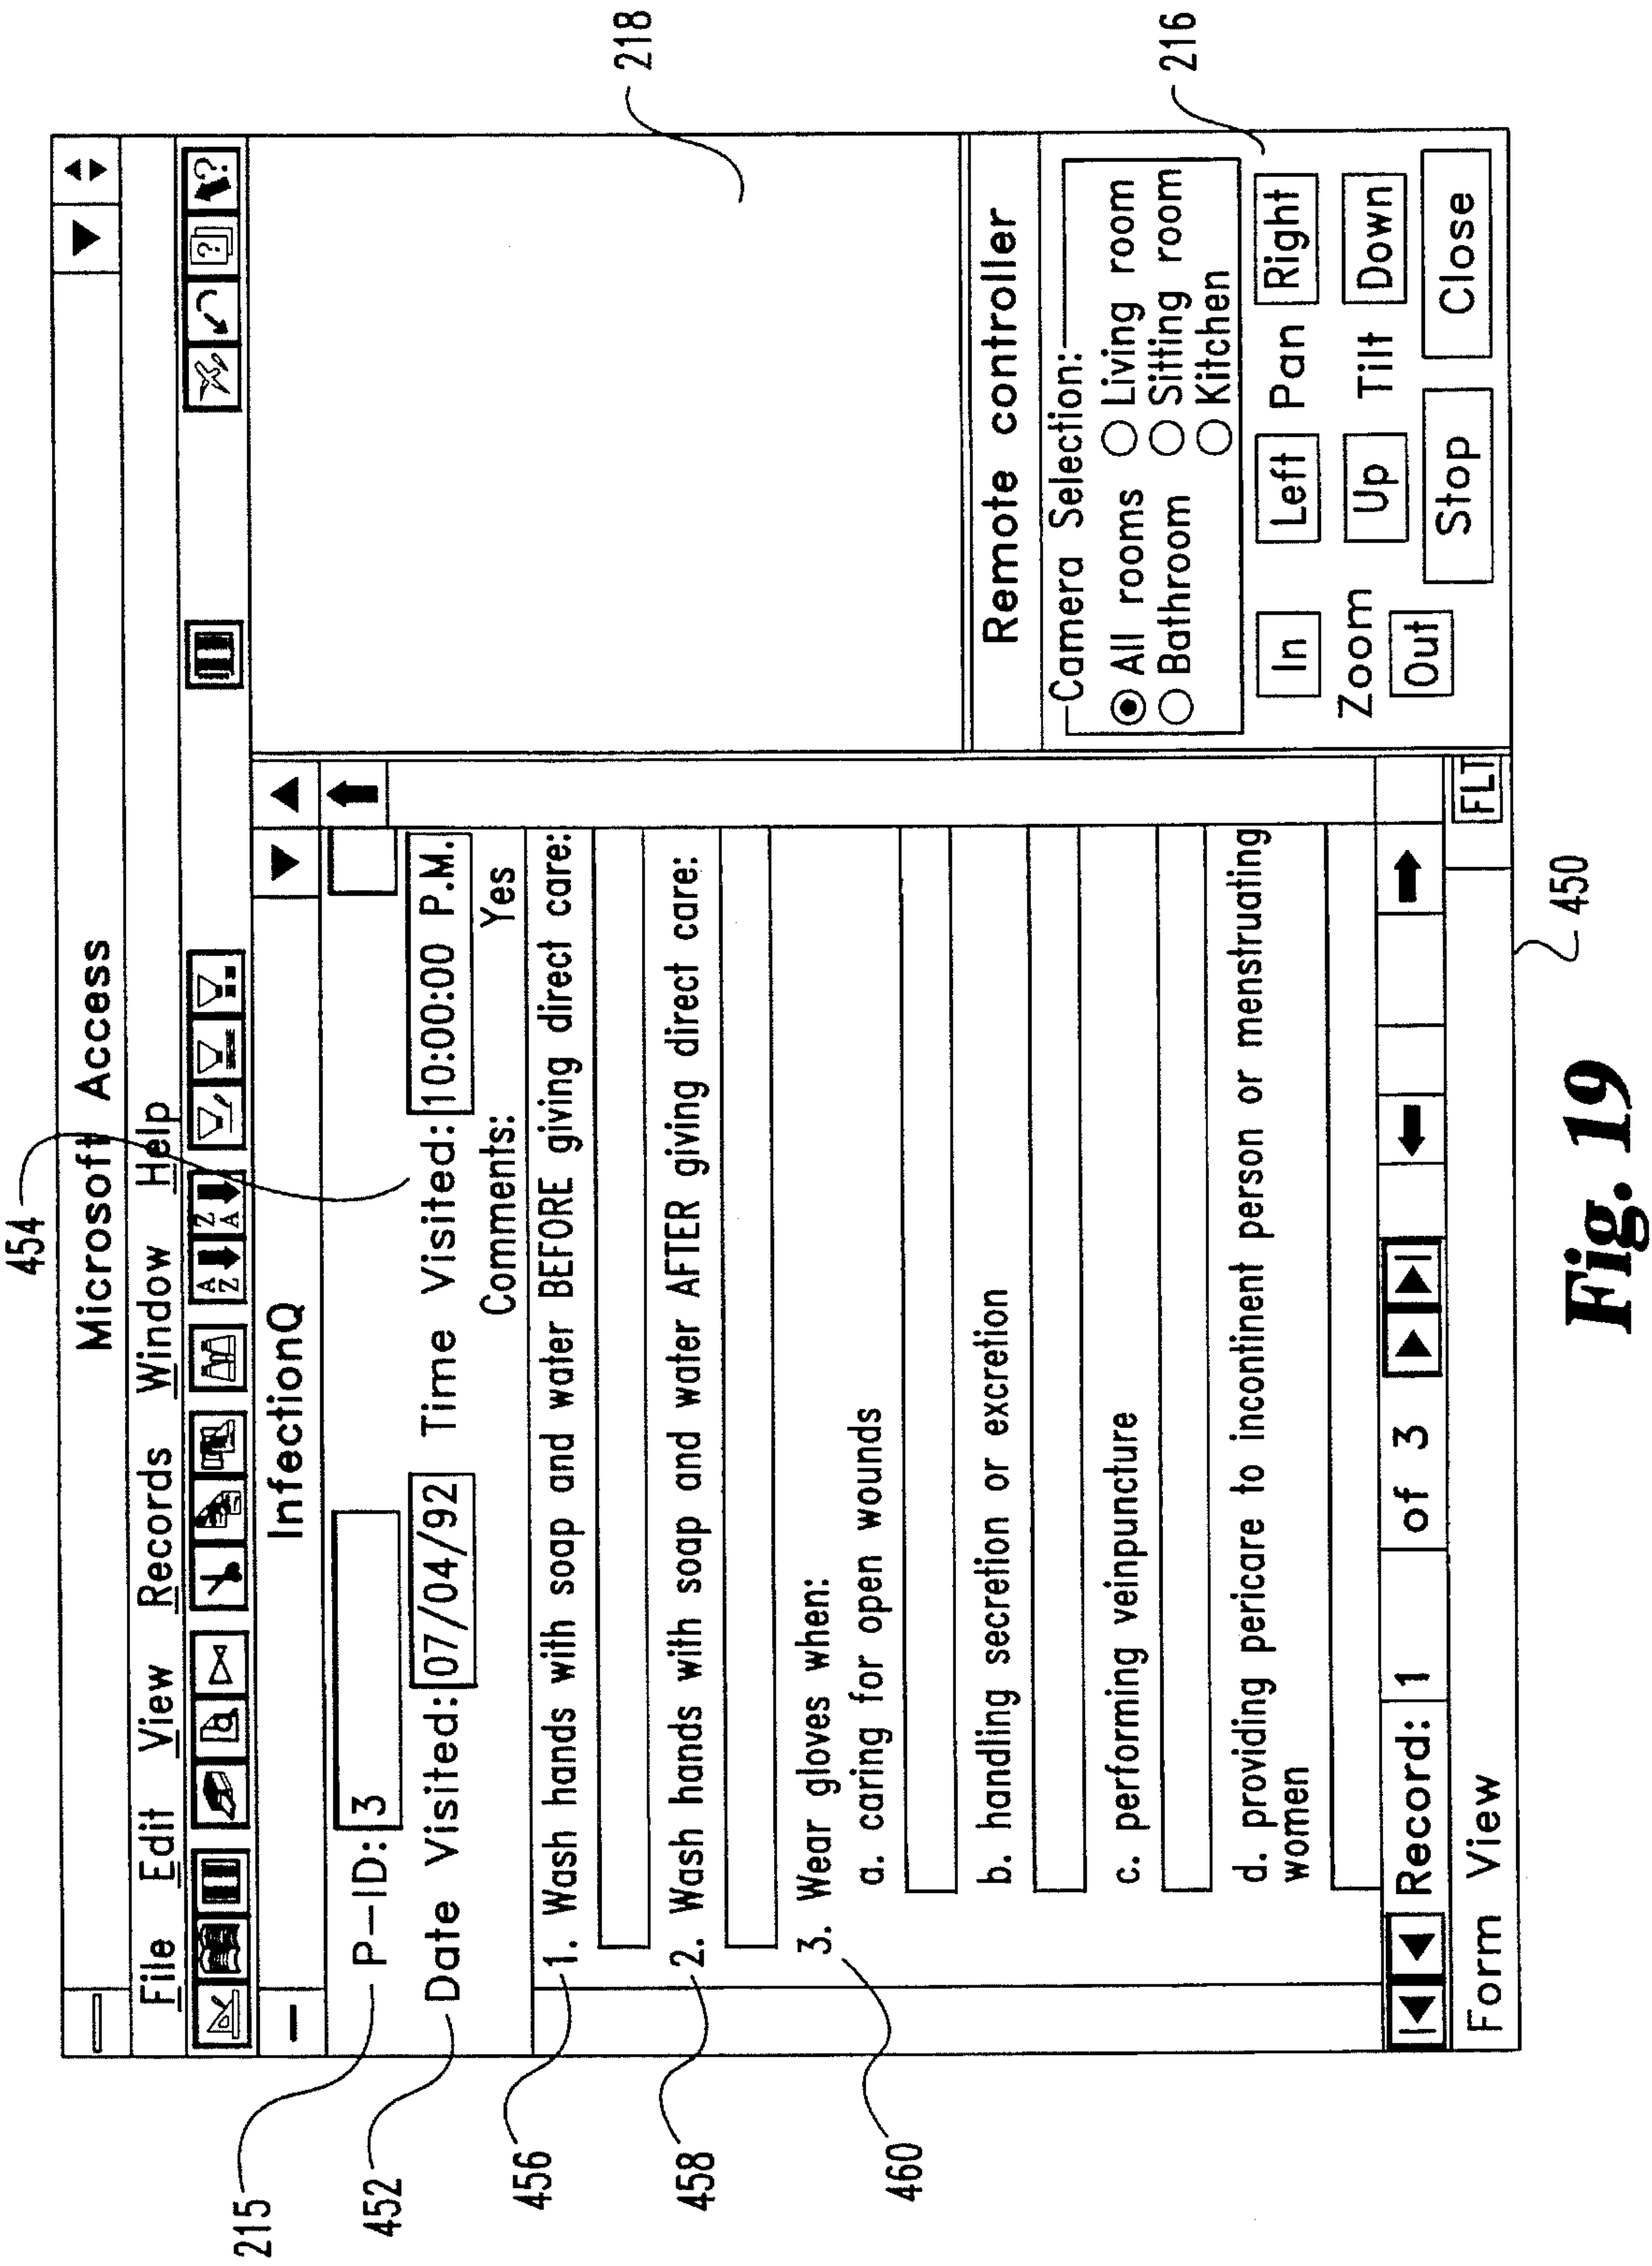 454
Microsoft Access
File Edit View Records Window Help
InfectionQ
215
P-ID: 3
452
Date Visited: 07/04/92 Time Visited: 10:00:00 P.M.
Comments: Yes
456
1. Wash hands with soap and water BEFORE giving direct care:
458
2. Wash hands with soap and water AFTER giving direct care:
460
3. Wear gloves when:
a. caring for open wounds
b. handling secretion or excretion
c. performing veinpuncture
d. providing pericare to incontinent person or menstruating
women
Record: 1 of 3
Form View
FLT
218
Remote controller
Camera Selection:
All rooms Living room
Bathroom Sitting room
Kitchen
216
In Left Pan Right
Zoom Up Tilt Down
Out Stop Close
450
Fig. 19